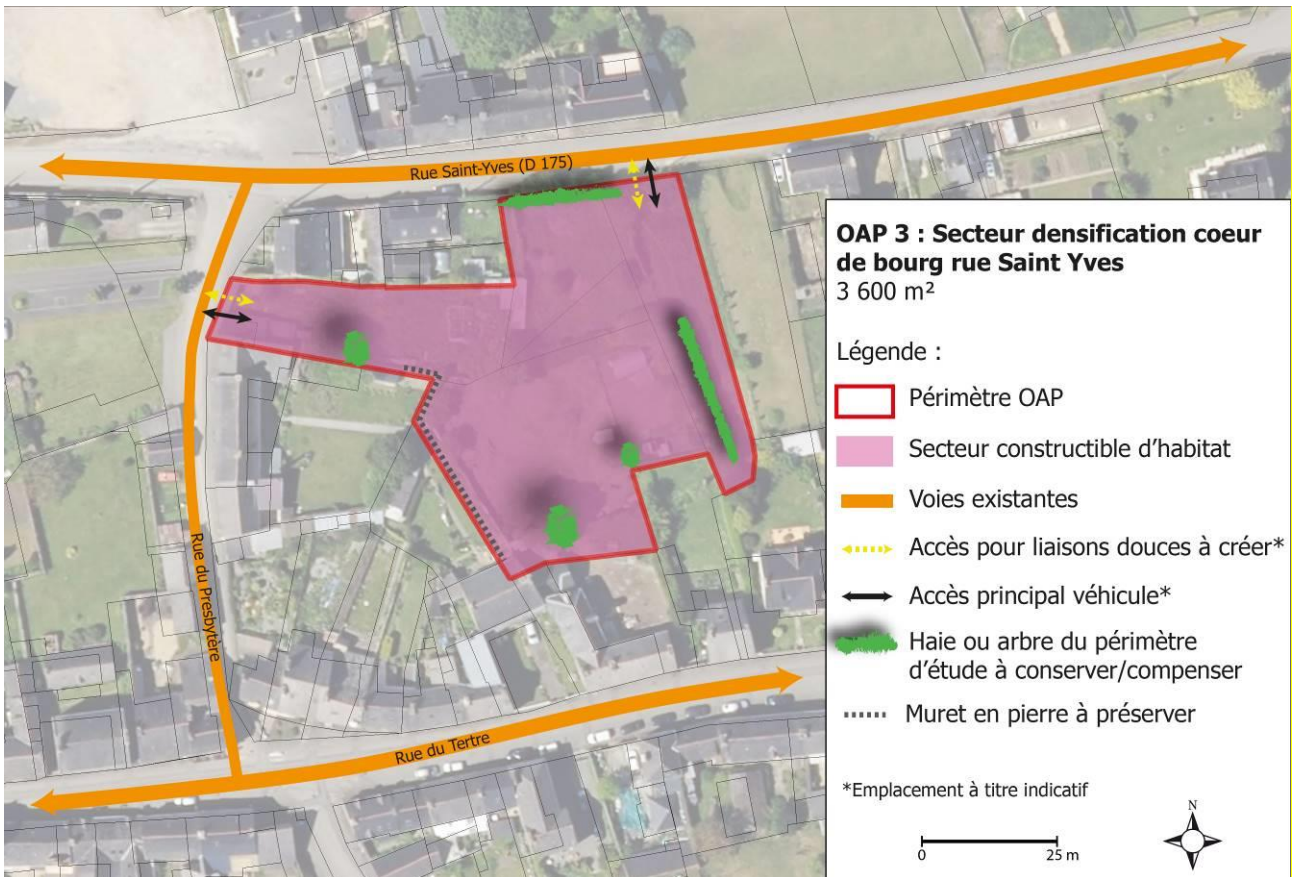 Rue Saint-Yves (D 175)
Rue du Presbytère
Rue du Tertre
OAP 3 : Secteur densification coeur
de bourg rue Saint Yves
3 600 m²
Légende :
Périmètre OAP
Secteur constructible d’habitat
Voies existantes
Accès pour liaisons douces à créer*
Accès principal véhicule*
Haie ou arbre du périmètre
d’étude à conserver/compenser
Muret en pierre à préserver
*Emplacement à titre indicatif
N
0 25 m